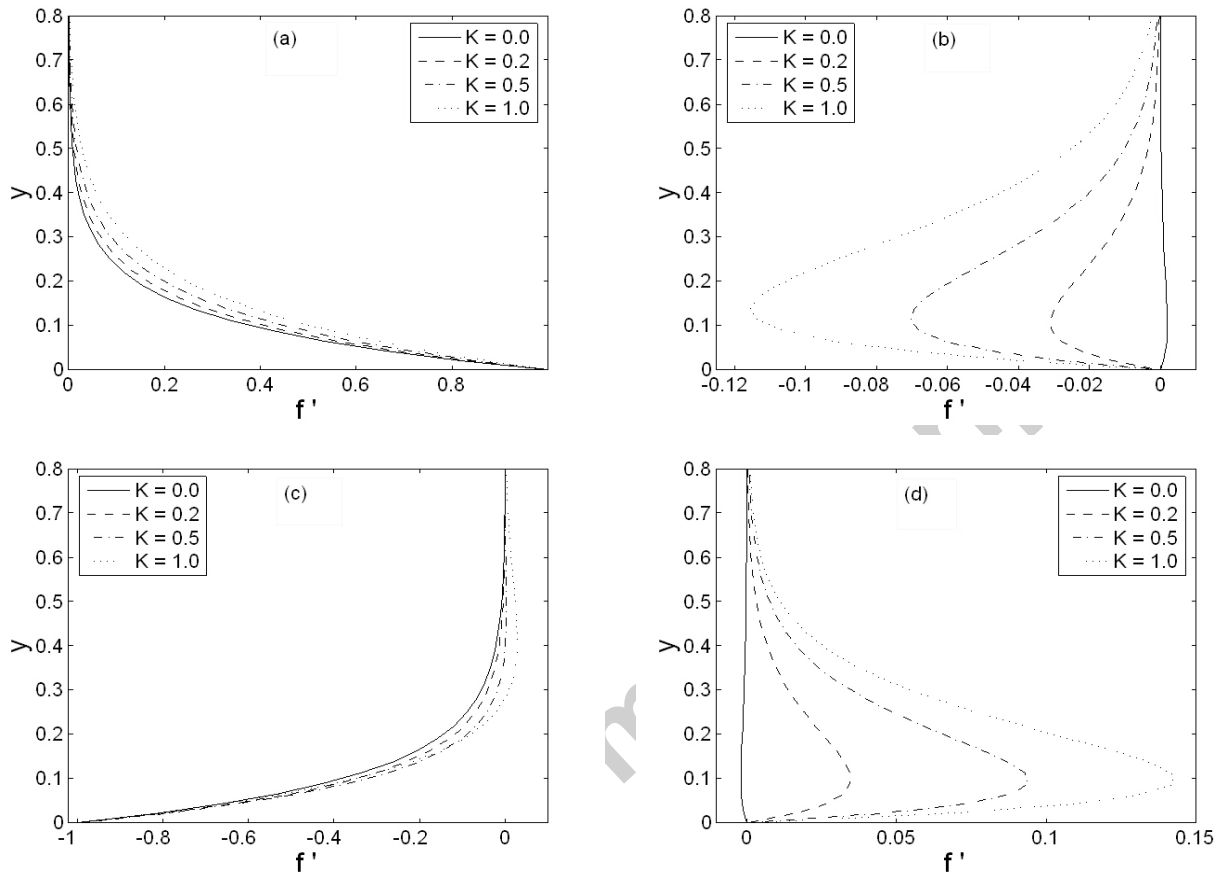 (a)
K = 0.0
K = 0.2
K = 0.5
K = 1.0
0.8
0.7
0.6
0.5
0.4
0.3
0.2
0.1
0
y
0
0.2
0.4
0.6
0.8
f '
(b)
K = 0.0
K = 0.2
K = 0.5
K = 1.0
0.8
0.7
0.6
0.5
0.4
0.3
0.2
0.1
0
y
-0.12
-0.1
-0.08
-0.06
-0.04
-0.02
0
f '
(c)
K = 0.0
K = 0.2
K = 0.5
K = 1.0
0.8
0.7
0.6
0.5
0.4
0.3
0.2
0.1
0
y
-1
-0.8
-0.6
-0.4
-0.2
0
f '
(d)
K = 0.0
K = 0.2
K = 0.5
K = 1.0
0.8
0.7
0.6
0.5
0.4
0.3
0.2
0.1
0
y
0
0.05
0.1
0.15
f '